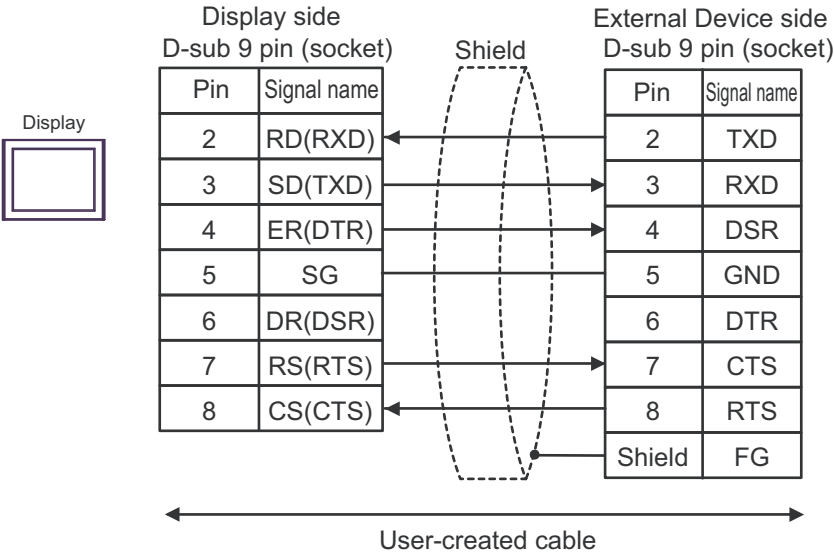 Display side
D-sub 9 pin (socket)
Shield
External Device side
D-sub 9 pin (socket)
Display
Pin Signal name
2 RD(RXD)
3 SD(TXD)
4 ER(DTR)
5 SG
6 DR(DSR)
7 RS(RTS)
8 CS(CTS)
Pin Signal name
2 TXD
3 RXD
4 DSR
5 GND
6 DTR
7 CTS
8 RTS
Shield FG
User-created cable